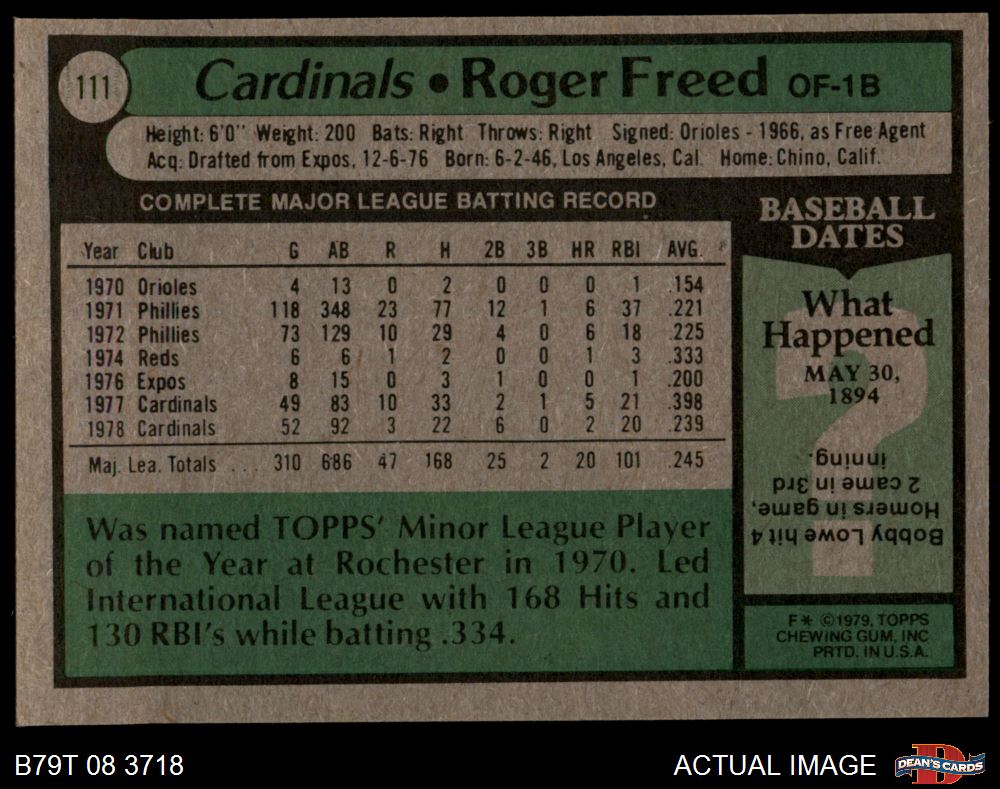 111
Cardinals • Roger Freed OF-1B
Height: 6'0" Weight: 200 Bats: Right Throws: Right Signed: Orioles - 1966, as Free Agent
Acq: Drafted from Expos, 12-6-76 Born: 6-2-46, Los Angeles, Cal. Home: Chino, Calif.
COMPLETE MAJOR LEAGUE BATTING RECORD
Year Club G AB R H 2B 3B HR RBI AVG.
1970 Orioles 4 13 0 2 0 0 0 1 .154
1971 Phillies 118 348 23 77 12 1 6 37 .221
1972 Phillies 73 129 10 29 4 0 6 18 .225
1974 Reds 6 6 1 2 0 0 1 3 .333
1976 Expos 8 15 0 3 1 0 0 1 .200
1977 Cardinals 49 83 10 33 2 1 5 21 .398
1978 Cardinals 52 92 3 22 6 0 2 20 .239
Maj. Lea. Totals ... 310 686 47 168 25 2 20 101 .245
Was named TOPPS' Minor League Player
of the Year at Rochester in 1970. Led
International League with 168 Hits and
130 RBI's while batting .334.
BASEBALL
DATES
What
Happened
MAY 30,
1894
?
Bobby Lowe hit 4
Homers in game,
2 came in 3rd
inning.
F* ©1979, TOPPS
CHEWING GUM, INC
PRTD. IN U.S.A.
B79T 08 3718
ACTUAL IMAGE
D
DEAN'S CARDS